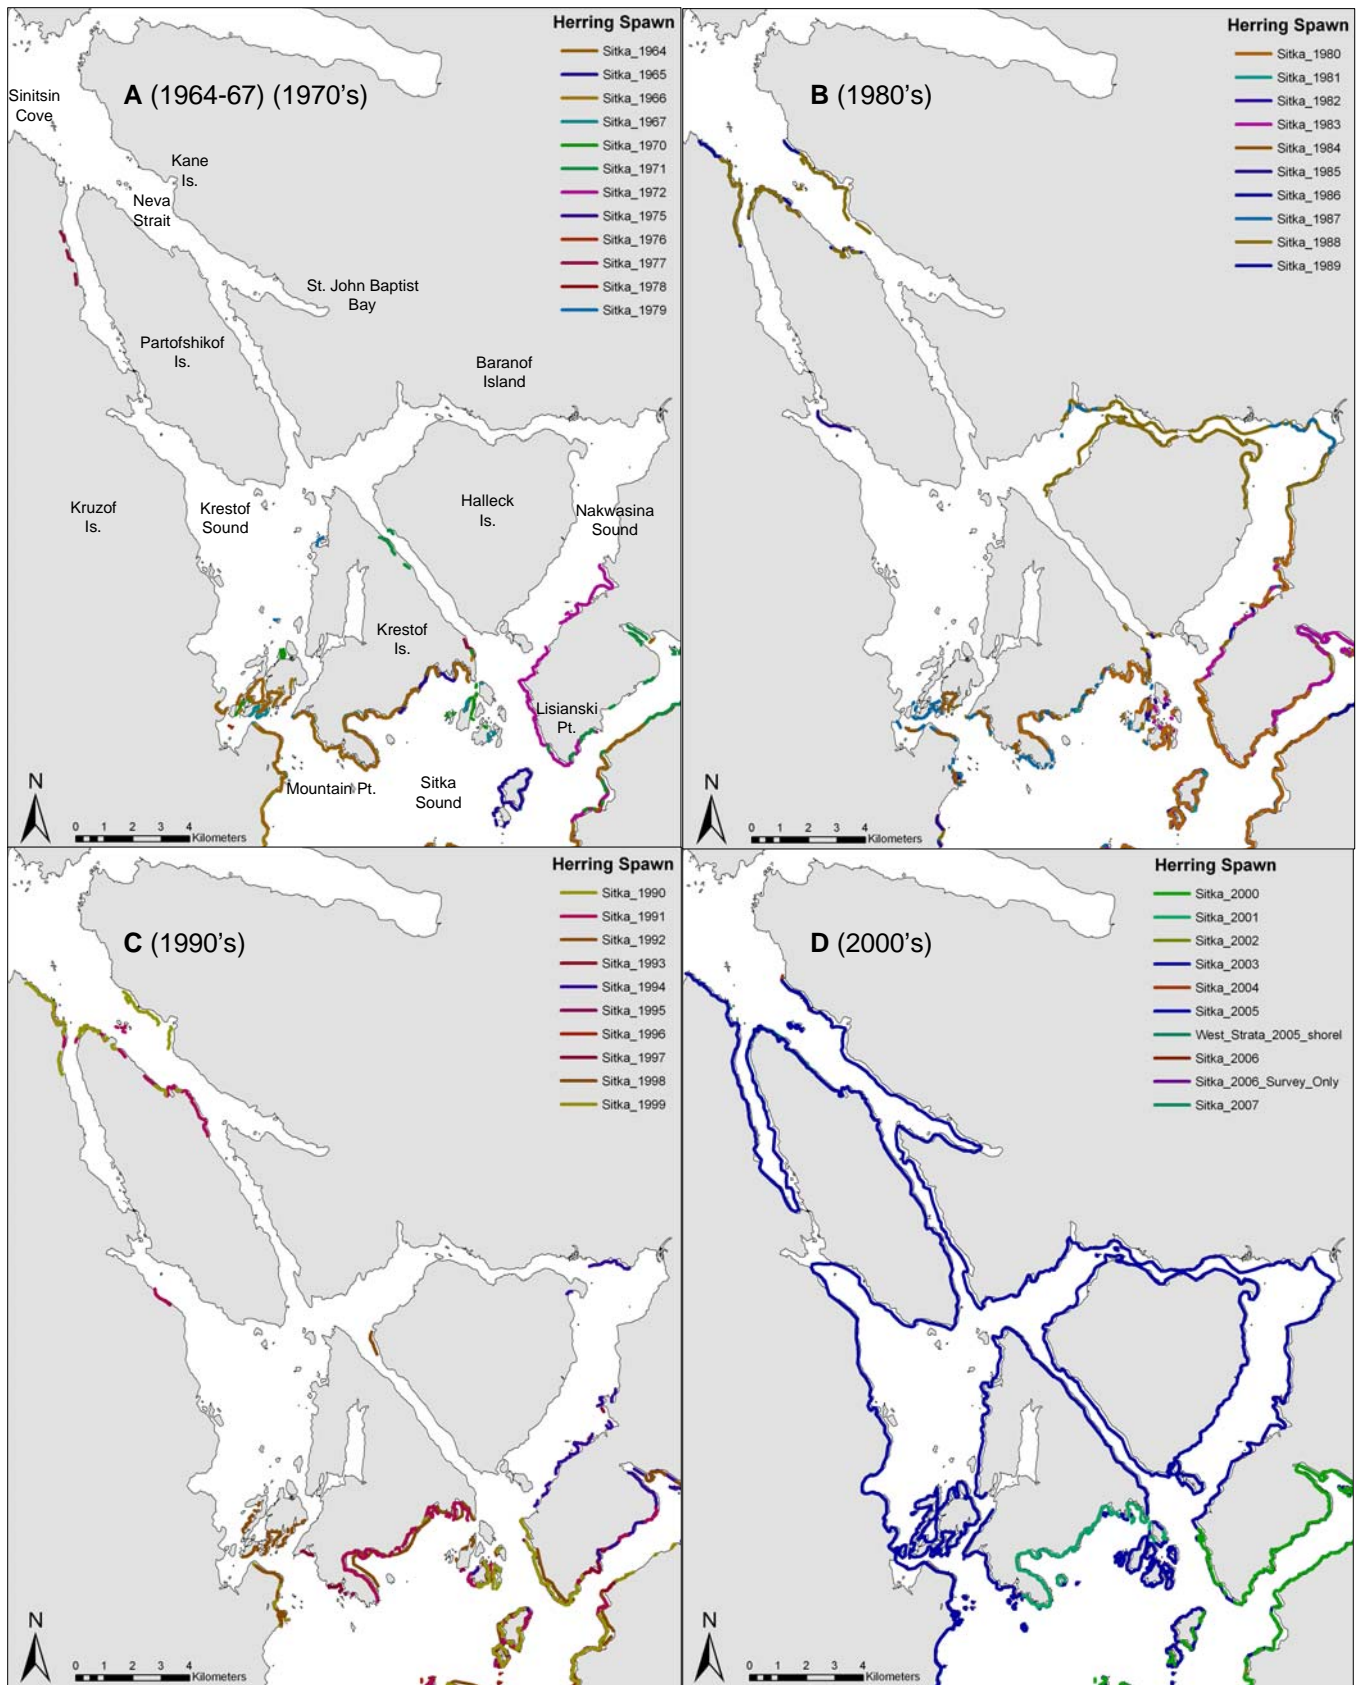 A (1964-67) (1970's)
Herring Spawn
Sitka_1964
Sitka_1965
Sitka_1966
Sitka_1967
Sitka_1970
Sitka_1971
Sitka_1972
Sitka_1975
Sitka_1976
Sitka_1977
Sitka_1978
Sitka_1979
Sinitsin
Cove
Kane
Is.
Neva
Strait
St. John Baptist
Bay
Partofshikof
Is.
Baranof
Island
Kruzof
Is.
Krestof
Sound
Halleck
Is.
Nakwasina
Sound
Krestof
Is.
Lisianski
Pt.
Mountain Pt.
Sitka
Sound
N
0 1 2 3 4
Kilometers
B (1980's)
Herring Spawn
Sitka_1980
Sitka_1981
Sitka_1982
Sitka_1983
Sitka_1984
Sitka_1985
Sitka_1986
Sitka_1987
Sitka_1988
Sitka_1989
N
0 1 2 3 4
Kilometers
C (1990's)
Herring Spawn
Sitka_1990
Sitka_1991
Sitka_1992
Sitka_1993
Sitka_1994
Sitka_1995
Sitka_1996
Sitka_1997
Sitka_1998
Sitka_1999
N
0 1 2 3 4
Kilometers
D (2000's)
Herring Spawn
Sitka_2000
Sitka_2001
Sitka_2002
Sitka_2003
Sitka_2004
Sitka_2005
West_Strata_2005_shorel
Sitka_2006
Sitka_2006_Survey_Only
Sitka_2007
N
0 1 2 3 4
Kilometers